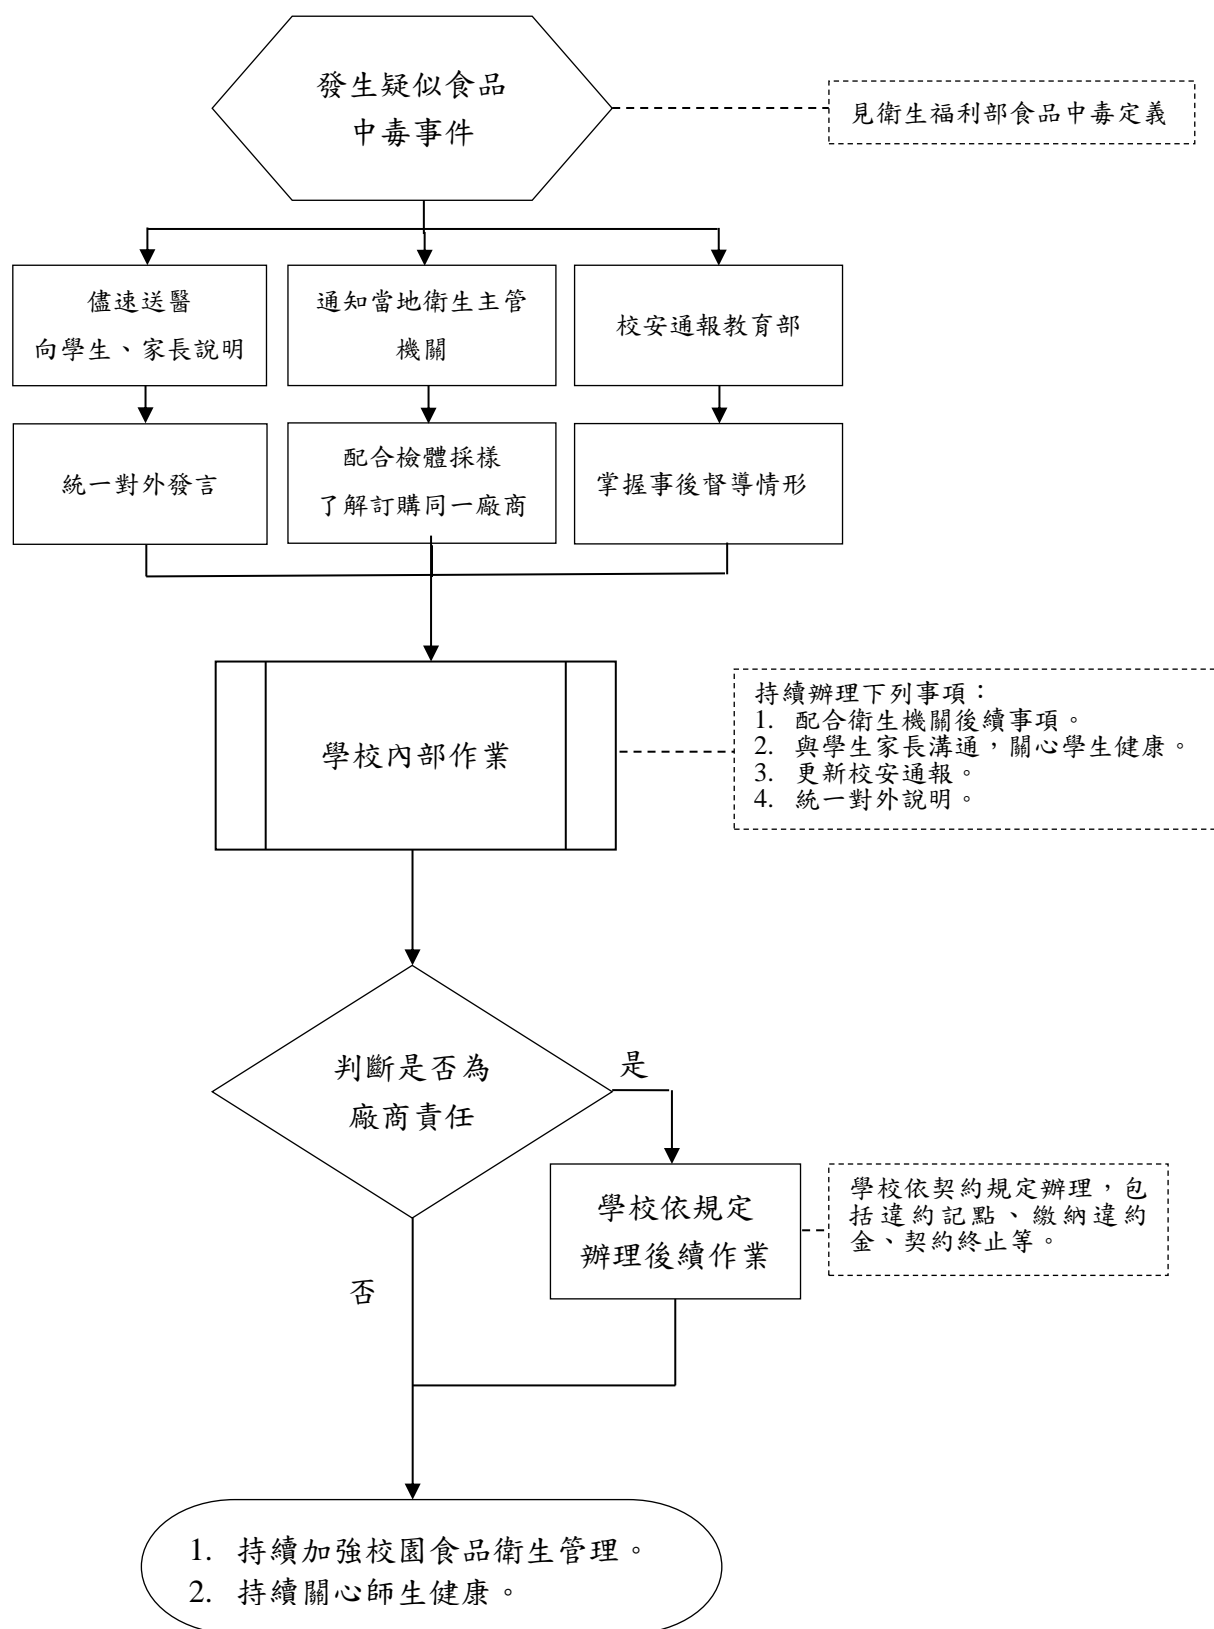 發生疑似食品
中毒事件
見衛生福利部食品中毒定義
儘速送醫
向學生、家長說明
通知當地衛生主管
機關
校安通報教育部
統一對外發言
配合檢體採樣
了解訂購同一廠商
掌握事後督導情形
學校內部作業
持續辦理下列事項：
1. 配合衛生機關後續事項。
2. 與學生家長溝通，關心學生健康。
3. 更新校安通報。
4. 統一對外說明。
判斷是否為
廠商責任
是
學校依規定
辦理後續作業
學校依契約規定辦理，包
括違約記點、繳納違約
金、契約終止等。
否
1. 持續加強校園食品衛生管理。
2. 持續關心師生健康。